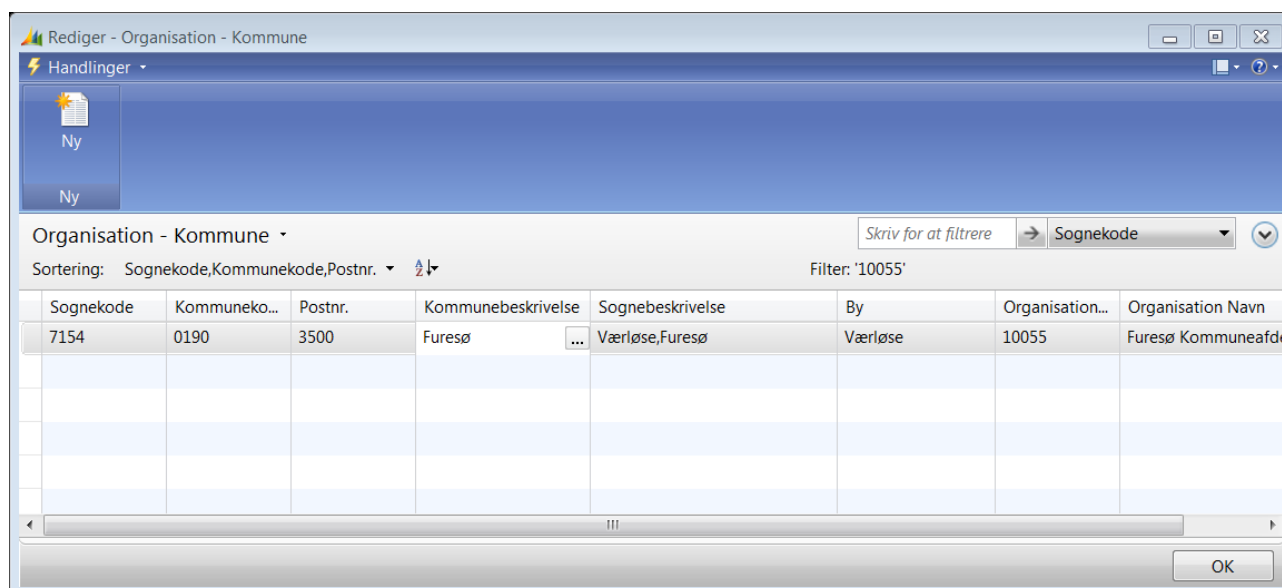 Rediger - Organisation - Kommune
Handlinger
Ny
Ny
Organisation - Kommune
Skriv for at filtrere
Sognekode
Sortering: Sognekode,Kommunekode,Postnr.
Filter: '10055'
Sognekode Kommuneko... Postnr. Kommunebeskrivelse Sognebeskrivelse By Organisation... Organisation Navn
7154 0190 3500 Furesø ... Værløse,Furesø Værløse 10055 Furesø Kommuneafde
OK